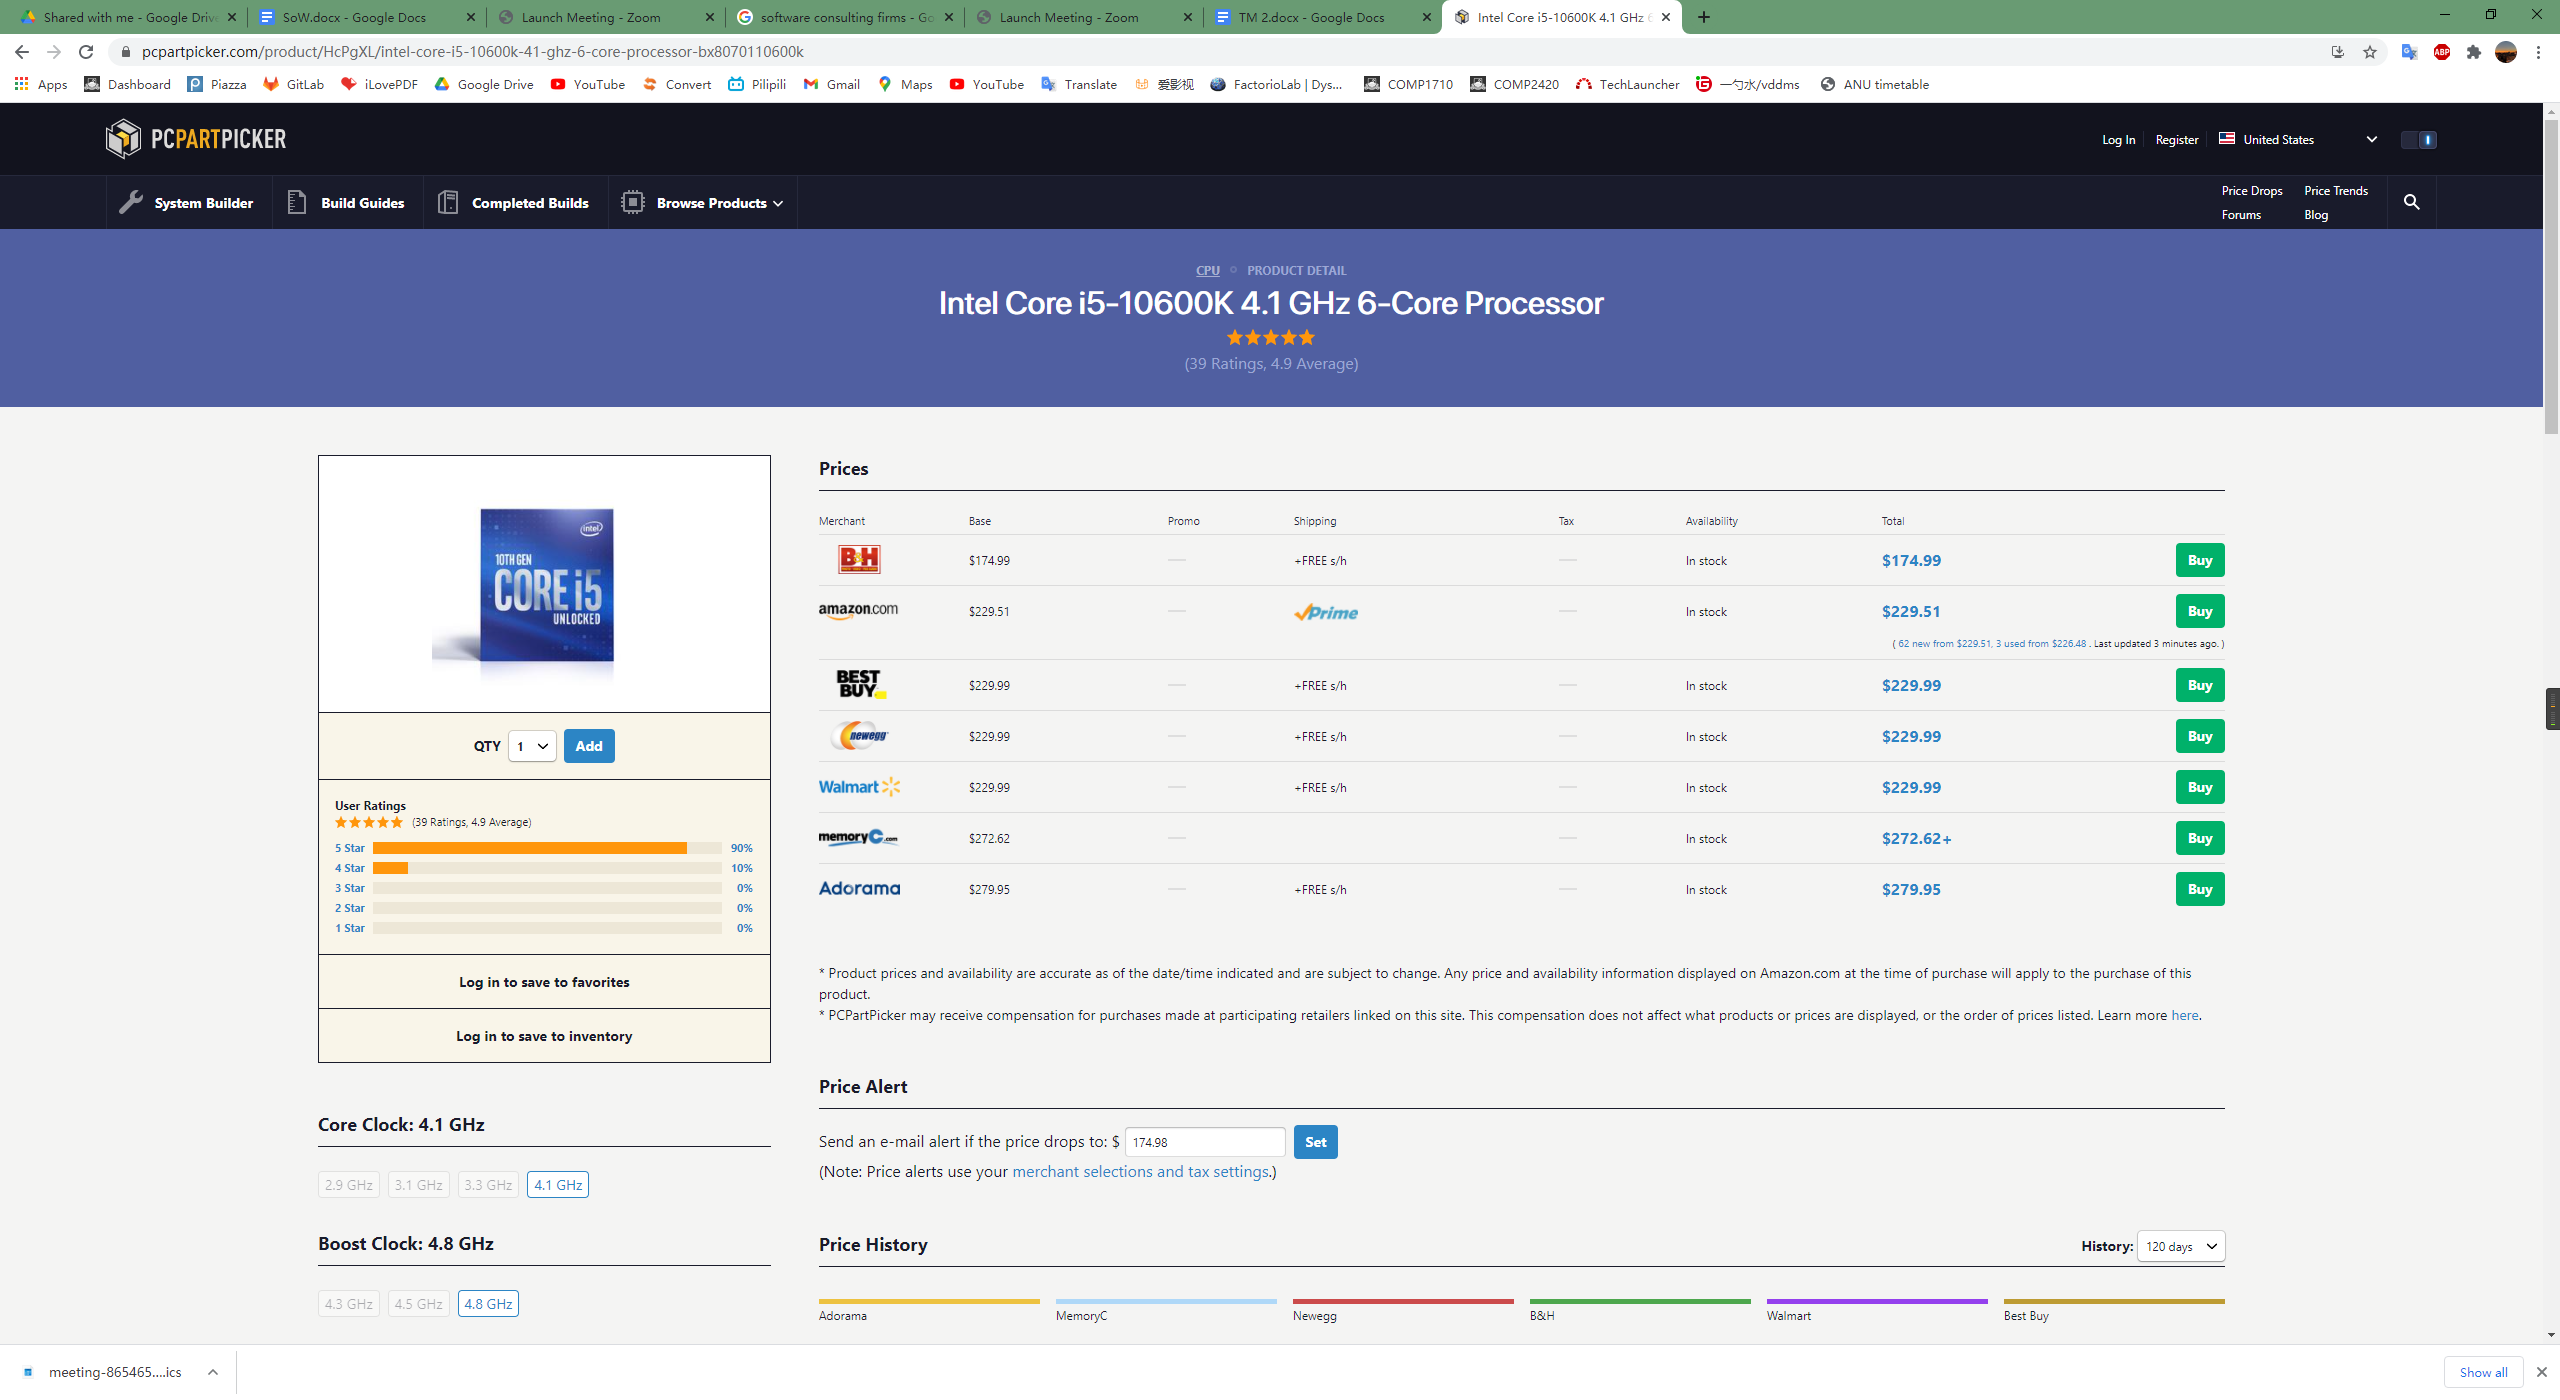 Shared with me - Google Driv
SoW.docx - Google Docs
Launch Meeting - Zoom
software consulting firms - Go
Launch Meeting - Zoom
TM 2.docx - Google Docs
Intel Core i5-10600K 4.1 GHz 6
pcpartpicker.com/product/HcPgXL/intel-core-i5-10600k-41-ghz-6-core-processor-bx8070110600k
ABP
Apps Dashboard Piazza GitLab iLovePDF Google Drive YouTube Convert Pilipili Gmail Maps YouTube Translate 爱影视 FactorioLab | Dys... COMP1710 COMP2420 TechLauncher 一勺水/vddms ANU timetable
PCPARTPICKER
Log In Register United States
System Builder Build Guides Completed Builds Browse Products
Price Drops Price Trends
Forums Blog
CPU PRODUCT DETAIL
Intel Core i5-10600K 4.1 GHz 6-Core Processor
(39 Ratings, 4.9 Average)
intel
10TH GEN
CORE i5
UNLOCKED
QTY 1 Add
User Ratings
(39 Ratings, 4.9 Average)
5 Star 90%
4 Star 10%
3 Star 0%
2 Star 0%
1 Star 0%
Log in to save to favorites
Log in to save to inventory
Core Clock: 4.1 GHz
2.9 GHz 3.1 GHz 3.3 GHz 4.1 GHz
Boost Clock: 4.8 GHz
4.3 GHz 4.5 GHz 4.8 GHz
Prices
Merchant Base Promo Shipping Tax Availability Total
B&H $174.99 — +FREE s/h — In stock $174.99 Buy
amazon.com $229.51 — Prime — In stock $229.51 Buy
( 62 new from $229.51, 3 used from $226.48 . Last updated 3 minutes ago. )
BEST BUY $229.99 — +FREE s/h — In stock $229.99 Buy
newegg $229.99 — +FREE s/h — In stock $229.99 Buy
Walmart $229.99 — +FREE s/h — In stock $229.99 Buy
memoryC.com $272.62 — — In stock $272.62+ Buy
Adorama $279.95 — +FREE s/h — In stock $279.95 Buy
* Product prices and availability are accurate as of the date/time indicated and are subject to change. Any price and availability information displayed on Amazon.com at the time of purchase will apply to the purchase of this
product.
* PCPartPicker may receive compensation for purchases made at participating retailers linked on this site. This compensation does not affect what products or prices are displayed, or the order of prices listed. Learn more here.
Price Alert
Send an e-mail alert if the price drops to: $ 174.98 Set
(Note: Price alerts use your merchant selections and tax settings.)
Price History
History: 120 days
Adorama MemoryC Newegg B&H Walmart Best Buy
meeting-865465....ics
Show all